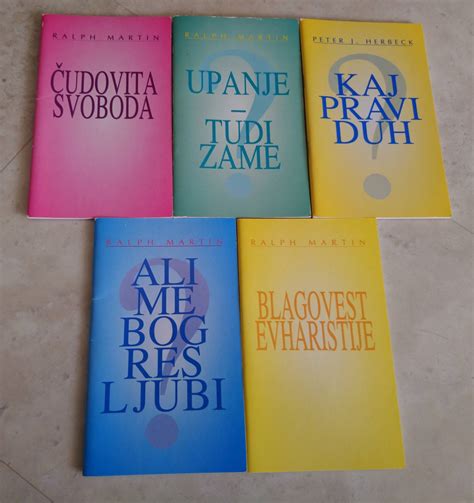 RALPH MARTIN
ČUDOVITA
SVOBODA
RALPH MARTIN
UPANJE
–
TUDI
ZAME
?
PETER J. HERBECK
KAJ
PRAVI
DUH
?
RALPH MARTIN
ALI
ME
BOG
RES
LJUBI
?
RALPH MARTIN
BLAGOVEST
EVHARISTIJE